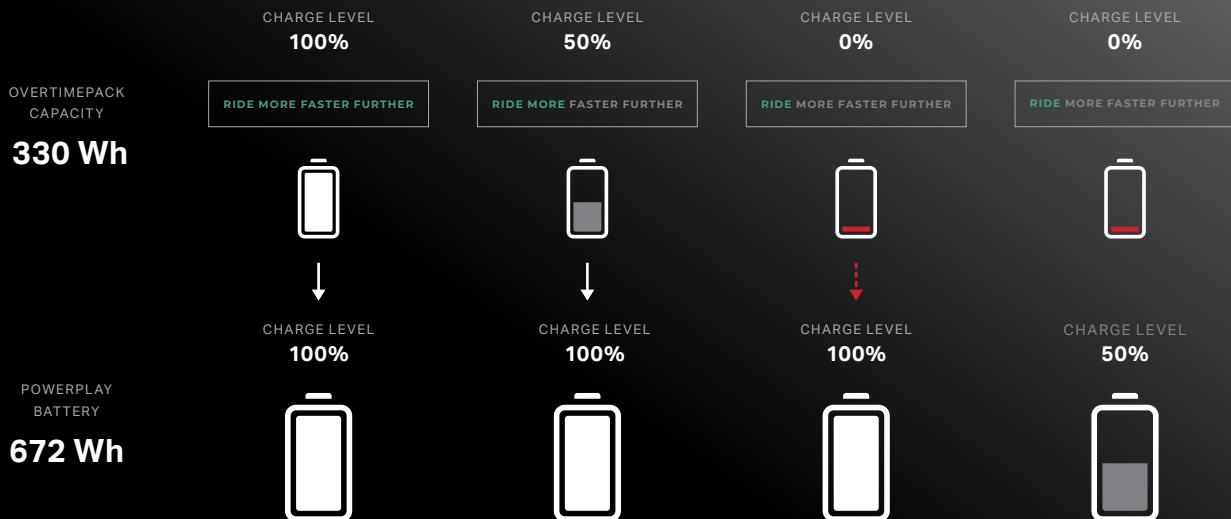 CHARGE LEVEL
100%
CHARGE LEVEL
50%
CHARGE LEVEL
0%
CHARGE LEVEL
0%
OVERTIMEPACK
CAPACITY
330 Wh
RIDE MORE FASTER FURTHER
RIDE MORE FASTER FURTHER
RIDE MORE FASTER FURTHER
RIDE MORE FASTER FURTHER
CHARGE LEVEL
100%
CHARGE LEVEL
100%
CHARGE LEVEL
100%
CHARGE LEVEL
50%
POWERPLAY
BATTERY
672 Wh